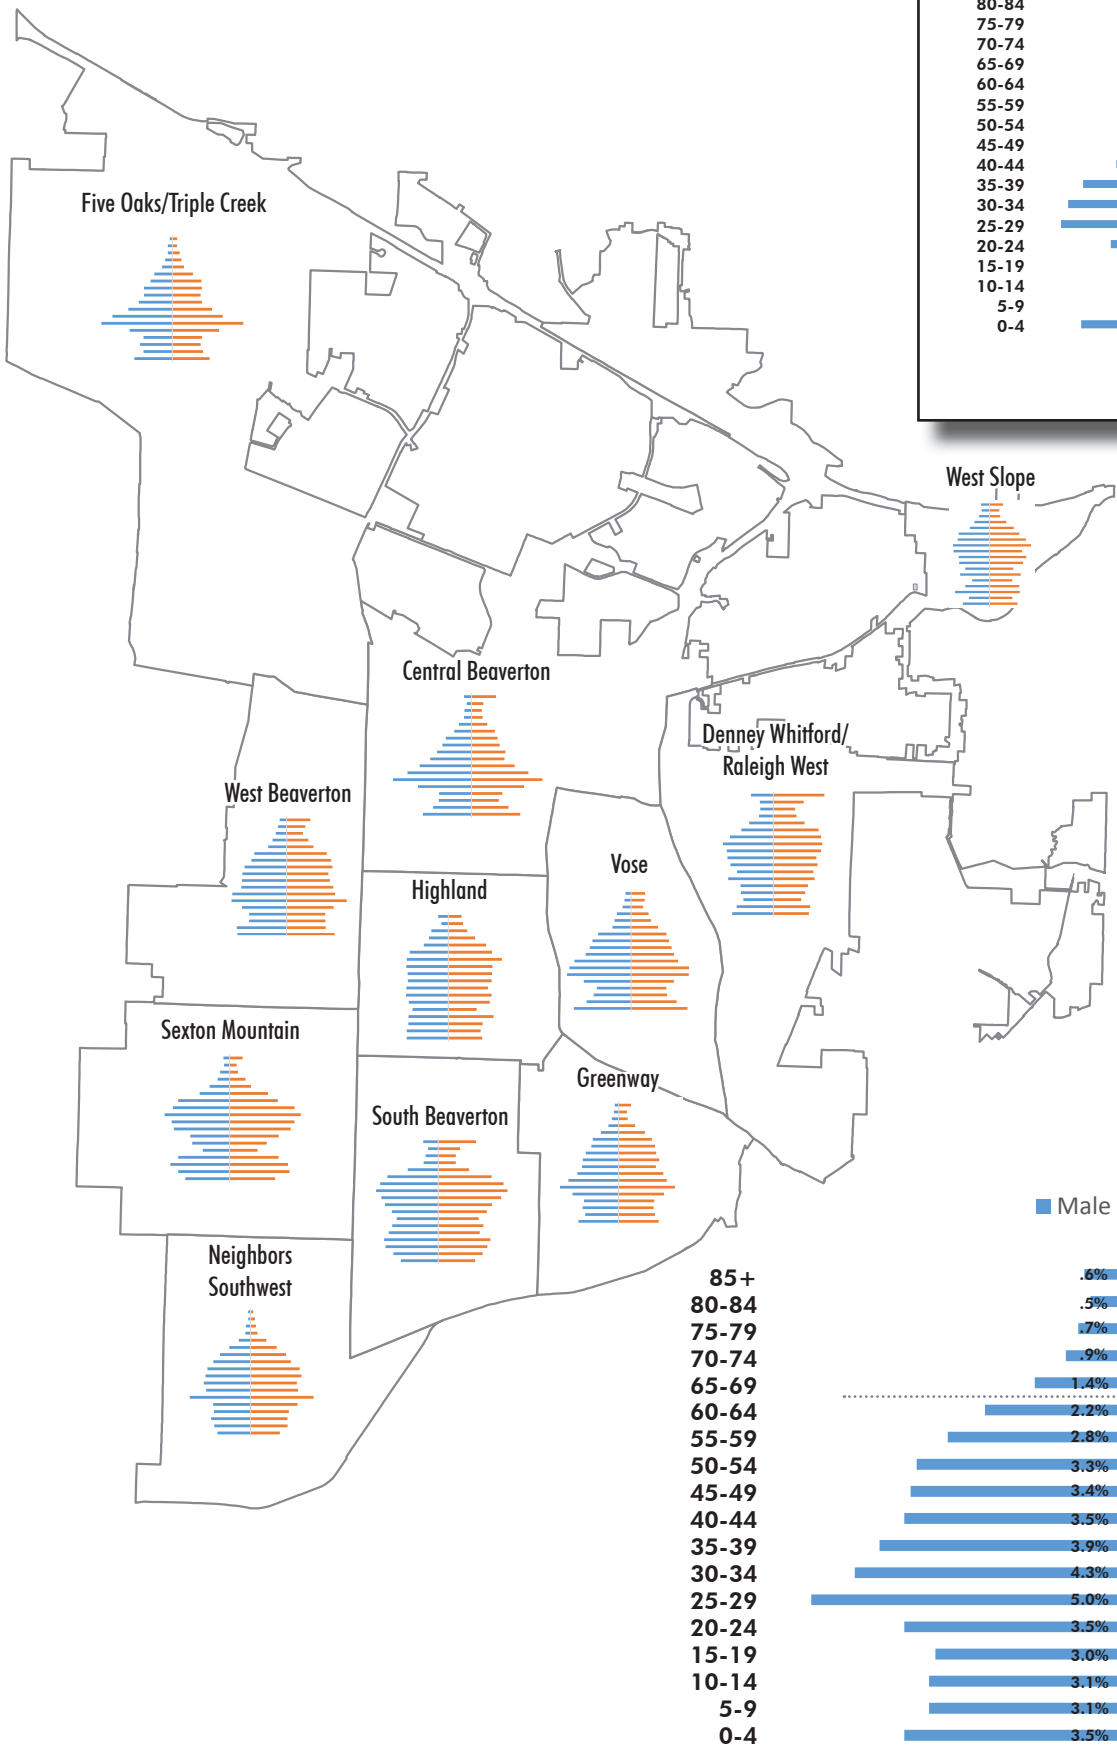 80-84
75-79
70-74
65-69
60-64
55-59
50-54
45-49
40-44
35-39
30-34
25-29
20-24
15-19
10-14
5-9
0-4
Five Oaks/Triple Creek
West Slope
Central Beaverton
Denney Whitford/
Raleigh West
West Beaverton
Vose
Highland
Sexton Mountain
Greenway
South Beaverton
Neighbors
Southwest
Male
85+ .6%
80-84 .5%
75-79 .7%
70-74 .9%
65-69 1.4%
60-64 2.2%
55-59 2.8%
50-54 3.3%
45-49 3.4%
40-44 3.5%
35-39 3.9%
30-34 4.3%
25-29 5.0%
20-24 3.5%
15-19 3.0%
10-14 3.1%
5-9 3.1%
0-4 3.5%